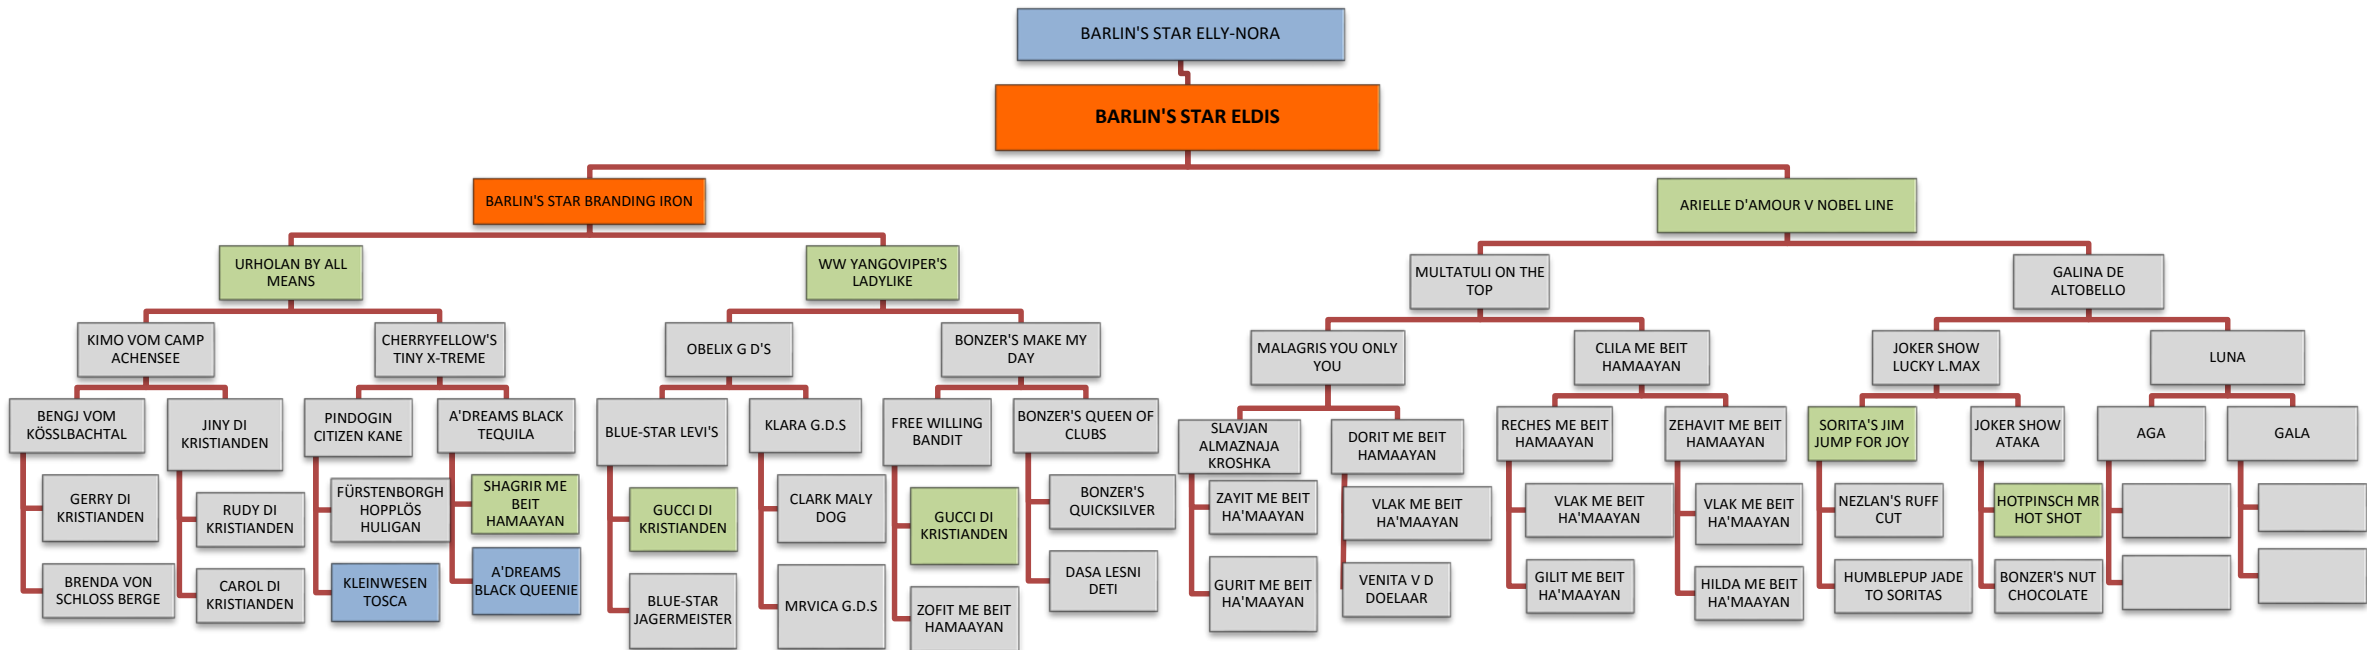 BARLIN'S STAR ELLY-NORA
BARLIN'S STAR ELDIS
BARLIN'S STAR BRANDING IRON
ARIELLE D'AMOUR V NOBEL LINE
URHOLAN BY ALL
MEANS
WW YANGOVIPER'S
LADYLIKE
MULTATULI ON THE
TOP
GALINA DE
ALTOBELLO
KIMO VOM CAMP
ACHENSEE
CHERRYFELLOW'S
TINY X-TREME
OBELIX G D'S
BONZER'S MAKE MY
DAY
MALAGRIS YOU ONLY
YOU
CLILA ME BEIT
HAMAAYAN
JOKER SHOW
LUCKY L.MAX
LUNA
BENGJ VOM
KÖSSLBACHTAL
JINY DI
KRISTIANDEN
PINDOGIN
CITIZEN KANE
A'DREAMS BLACK
TEQUILA
BLUE-STAR LEVI'S
KLARA G.D.S
FREE WILLING
BANDIT
BONZER'S QUEEN OF
CLUBS
SLAVJAN
ALMAZNAJA
KROSHKA
DORIT ME BEIT
HAMAAYAN
RECHES ME BEIT
HAMAAYAN
ZEHAVIT ME BEIT
HAMAAYAN
SORITA'S JIM
JUMP FOR JOY
JOKER SHOW
ATAKA
AGA
GALA
GERRY DI
KRISTIANDEN
RUDY DI
KRISTIANDEN
FÜRSTENBORGH
HOPPLÖS
HULIGAN
SHAGRIR ME
BEIT
HAMAAYAN
GUCCI DI
KRISTIANDEN
CLARK MALY
DOG
GUCCI DI
KRISTIANDEN
BONZER'S
QUICKSILVER
ZAYIT ME BEIT
HA'MAAYAN
VLAK ME BEIT
HA'MAAYAN
VLAK ME BEIT
HA'MAAYAN
VLAK ME BEIT
HA'MAAYAN
NEZLAN'S RUFF
CUT
HOTPINSCH MR
HOT SHOT
BRENDA VON
SCHLOSS BERGE
CAROL DI
KRISTIANDEN
KLEINWESEN
TOSCA
A'DREAMS
BLACK QUEENIE
BLUE-STAR
JAGERMEISTER
MRVICA G.D.S
ZOFIT ME BEIT
HAMAAYAN
DASA LESNI
DETI
GURIT ME BEIT
HA'MAAYAN
VENITA V D
DOELAAR
GILIT ME BEIT
HA'MAAYAN
HILDA ME BEIT
HA'MAAYAN
HUMBLEPUP JADE
TO SORITAS
BONZER'S NUT
CHOCOLATE